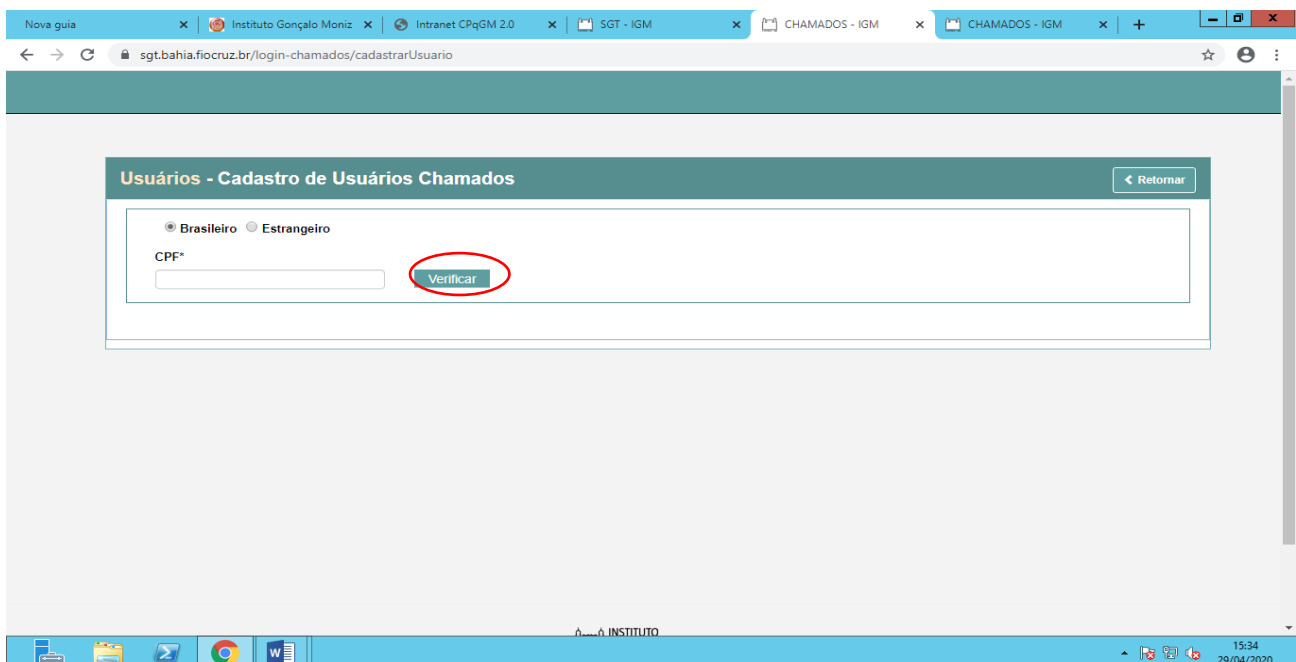 Nova guia
Instituto Gonçalo Moniz
Intranet CPqGM 2.0
SGT - IGM
CHAMADOS - IGM
CHAMADOS - IGM
sgt.bahia.fiocruz.br/login-chamados/cadastrarUsuario
Usuários - Cadastro de Usuários Chamados
Retornar
Brasileiro Estrangeiro
CPF*
Verificar
INSTITUTO
15:34
29/04/2020